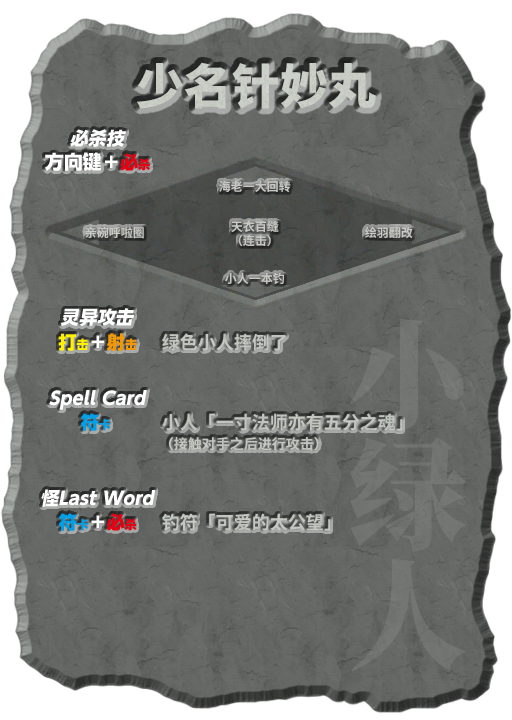 少名针妙丸
必杀技
方向键+必杀
海老一大回转
亲碗呼啦圈
天衣百缝
（连击）
绘羽翻改
小人一本钓
灵异攻击
打击+射击
绿色小人摔倒了
Spell Card
符卡
小人「一寸法师亦有五分之魂」
（接触对手之后进行攻击）
怪Last Word
符卡+必杀
钓符「可爱的太公望」
小绿人